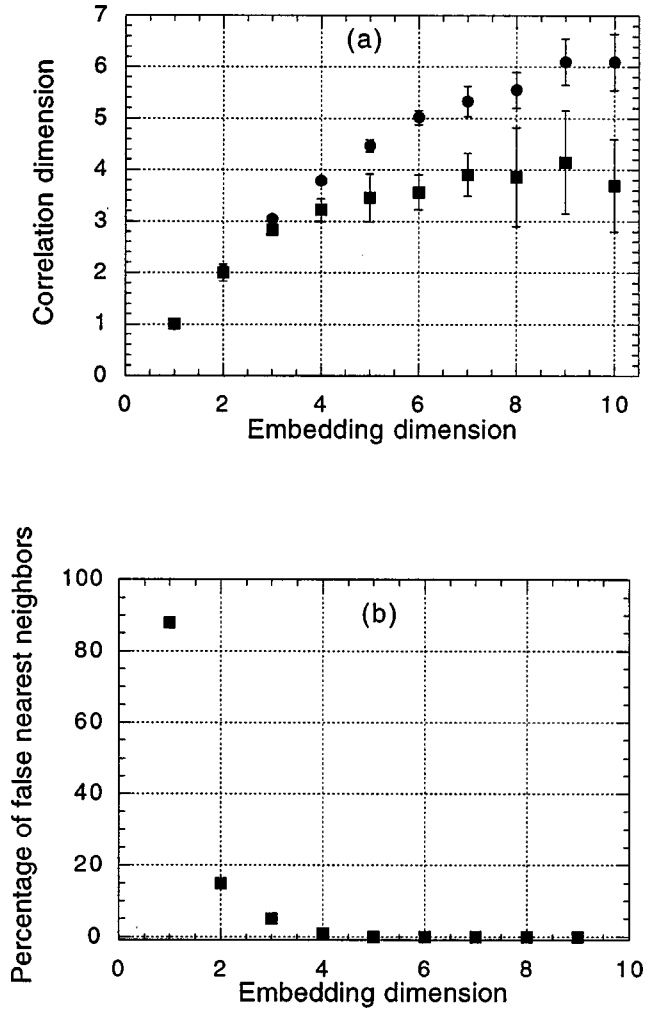 7
(a)
6
5
4
3
2
1
0
Correlation dimension
0 2 4 6 8 10
Embedding dimension
100
(b)
80
60
40
20
0
Percentage of false nearest neighbors
0 2 4 6 8 10
Embedding dimension